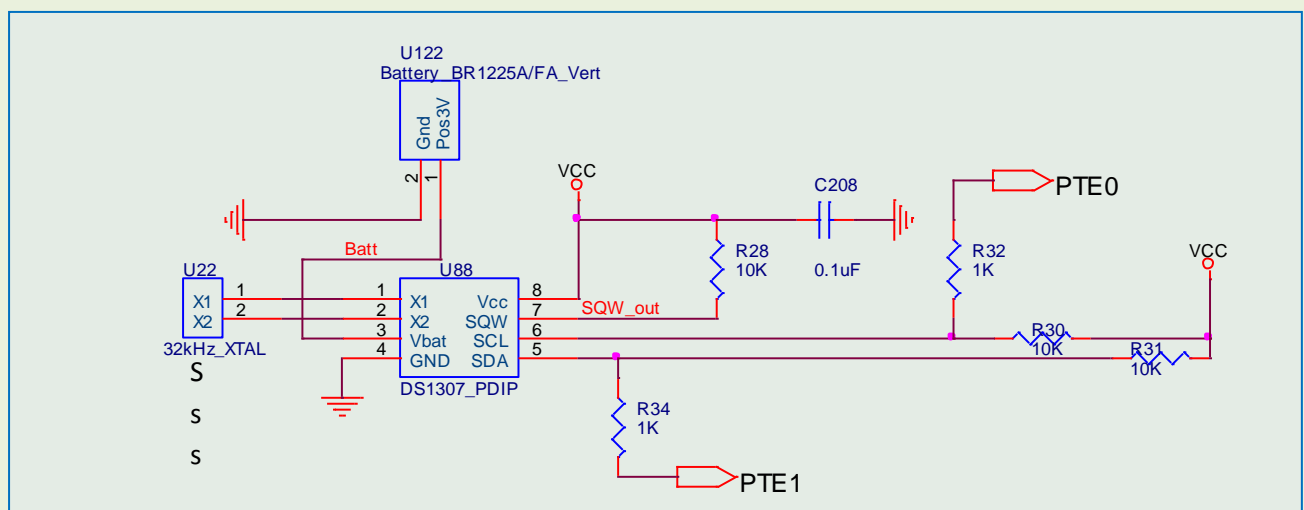 U122
Battery_BR1225A/FA_Vert
Gnd
Pos3V
2
1
VCC
C208
0.1uF
PTE0
R28
10K
R32
1K
VCC
Batt
U22
X1
X2
1
2
32kHz_XTAL
U88
1
2
3
4
X1
X2
Vbat
GND
Vcc
SQW
SCL
SDA
8
7
6
5
DS1307_PDIP
SQW_out
R30
10K
R31
10K
S
s
s
R34
1K
PTE1